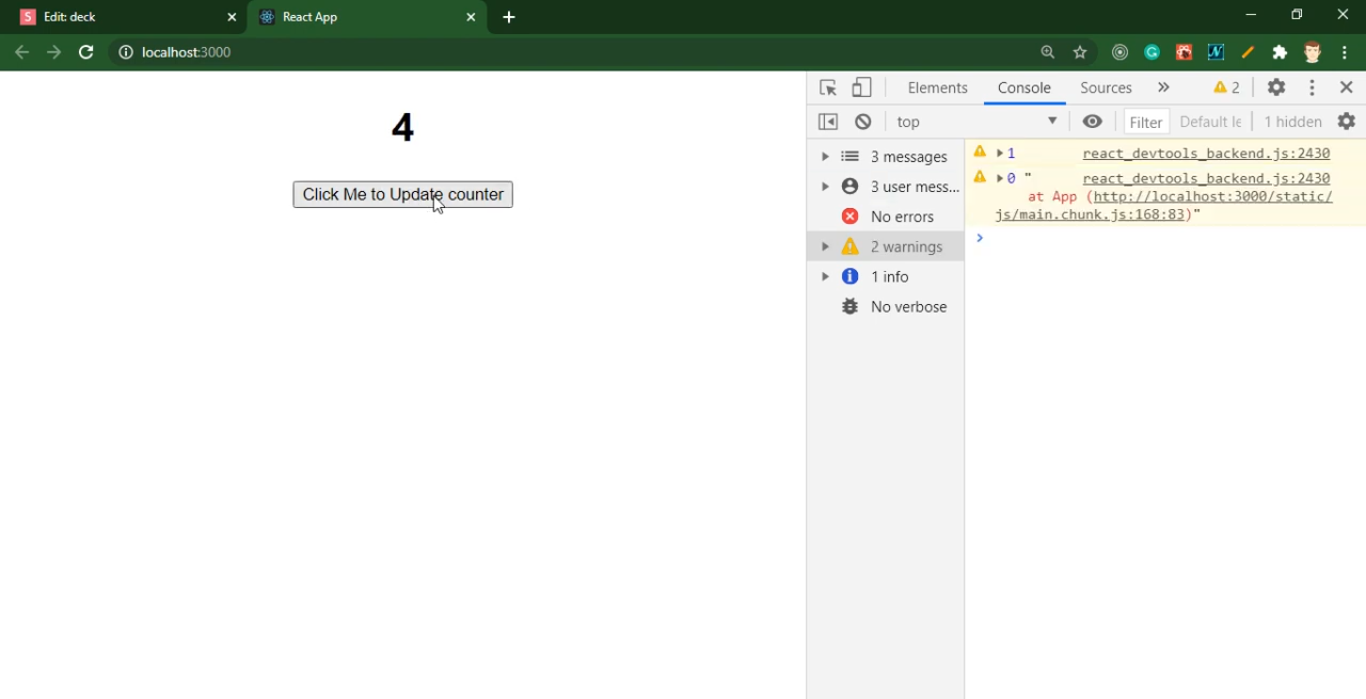 S Edit: deck
React App
localhost:3000
4
Click Me to Update counter
Elements Console Sources 2
top Filter Default le 1 hidden
3 messages
3 user mess...
No errors
2 warnings
1 info
No verbose
1 react_devtools_backend.js:2430
0 " react_devtools_backend.js:2430
at App (http://localhost:3000/static/
js/main.chunk.js:168:83)"